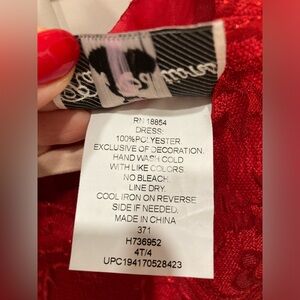 RN 18854
DRESS:
100%POLYESTER
EXCLUSIVE OF DECORATION.
HAND WASH COLD
WITH LIKE COLORS.
NO BLEACH.
LINE DRY.
COOL IRON ON REVERSE
SIDE IF NEEDED.
MADE IN CHINA
371
H736952
4T/4
UPC194170528423